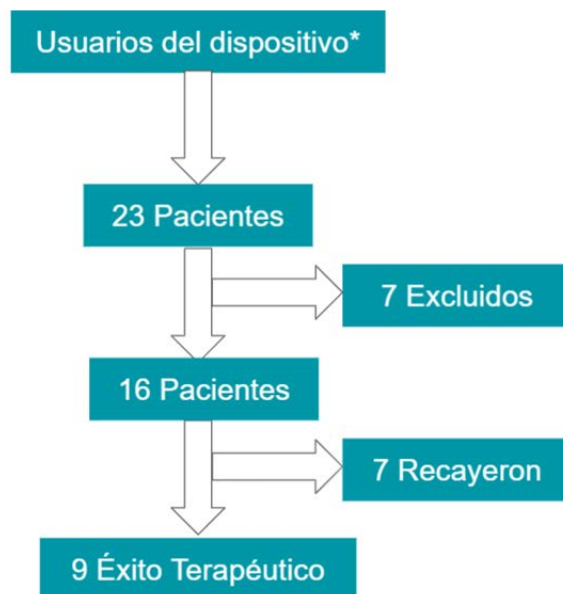 Usuarios del dispositivo*
23 Pacientes
7 Excluidos
16 Pacientes
7 Recayeron
9 Éxito Terapéutico